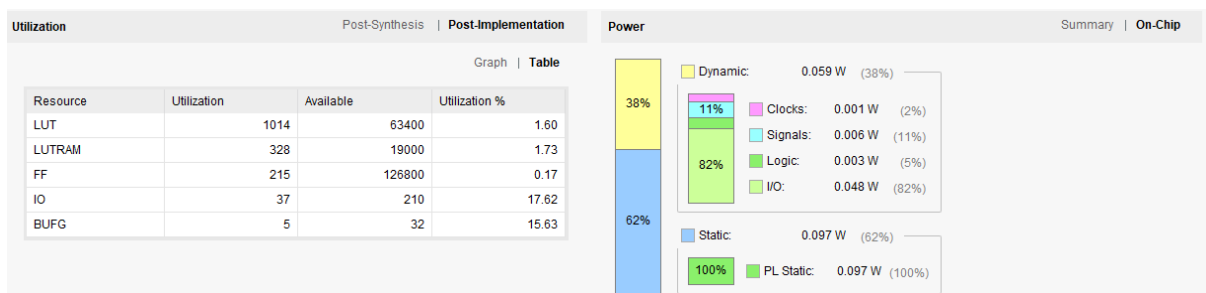 Utilization Post-Synthesis | Post-Implementation
Graph | Table
Resource Utilization Available Utilization %
LUT 1014 63400 1.60
LUTRAM 328 19000 1.73
FF 215 126800 0.17
IO 37 210 17.62
BUFG 5 32 15.63
Power Summary | On-Chip
38%
62%
Dynamic: 0.059 W (38%)
11%
82%
Clocks: 0.001 W (2%)
Signals: 0.006 W (11%)
Logic: 0.003 W (5%)
I/O: 0.048 W (82%)
Static: 0.097 W (62%)
100% PL Static: 0.097 W (100%)